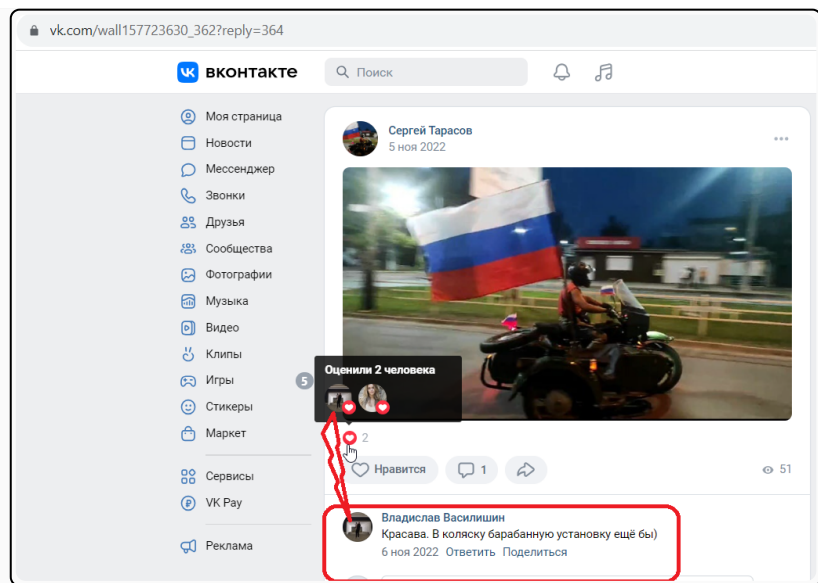 vk.com/wall157723630_362?reply=364
вконтакте
Поиск
Моя страница
Новости
Мессенджер
Звонки
Друзья
Сообщества
Фотографии
Музыка
Видео
Клипы
Игры
5
Стикеры
Маркет
Сервисы
VK Pay
Реклама
Сергей Тарасов
5 ноя 2022
Оценили 2 человека
2
Нравится
1
51
Владислав Василишин
Красава. В коляску барабанную установку ещё бы)
6 ноя 2022 Ответить Поделиться